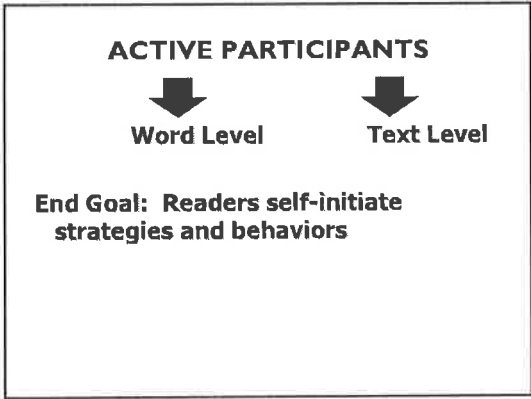 ACTIVE PARTICIPANTS
Word Level Text Level
End Goal: Readers self-initiate
strategies and behaviors